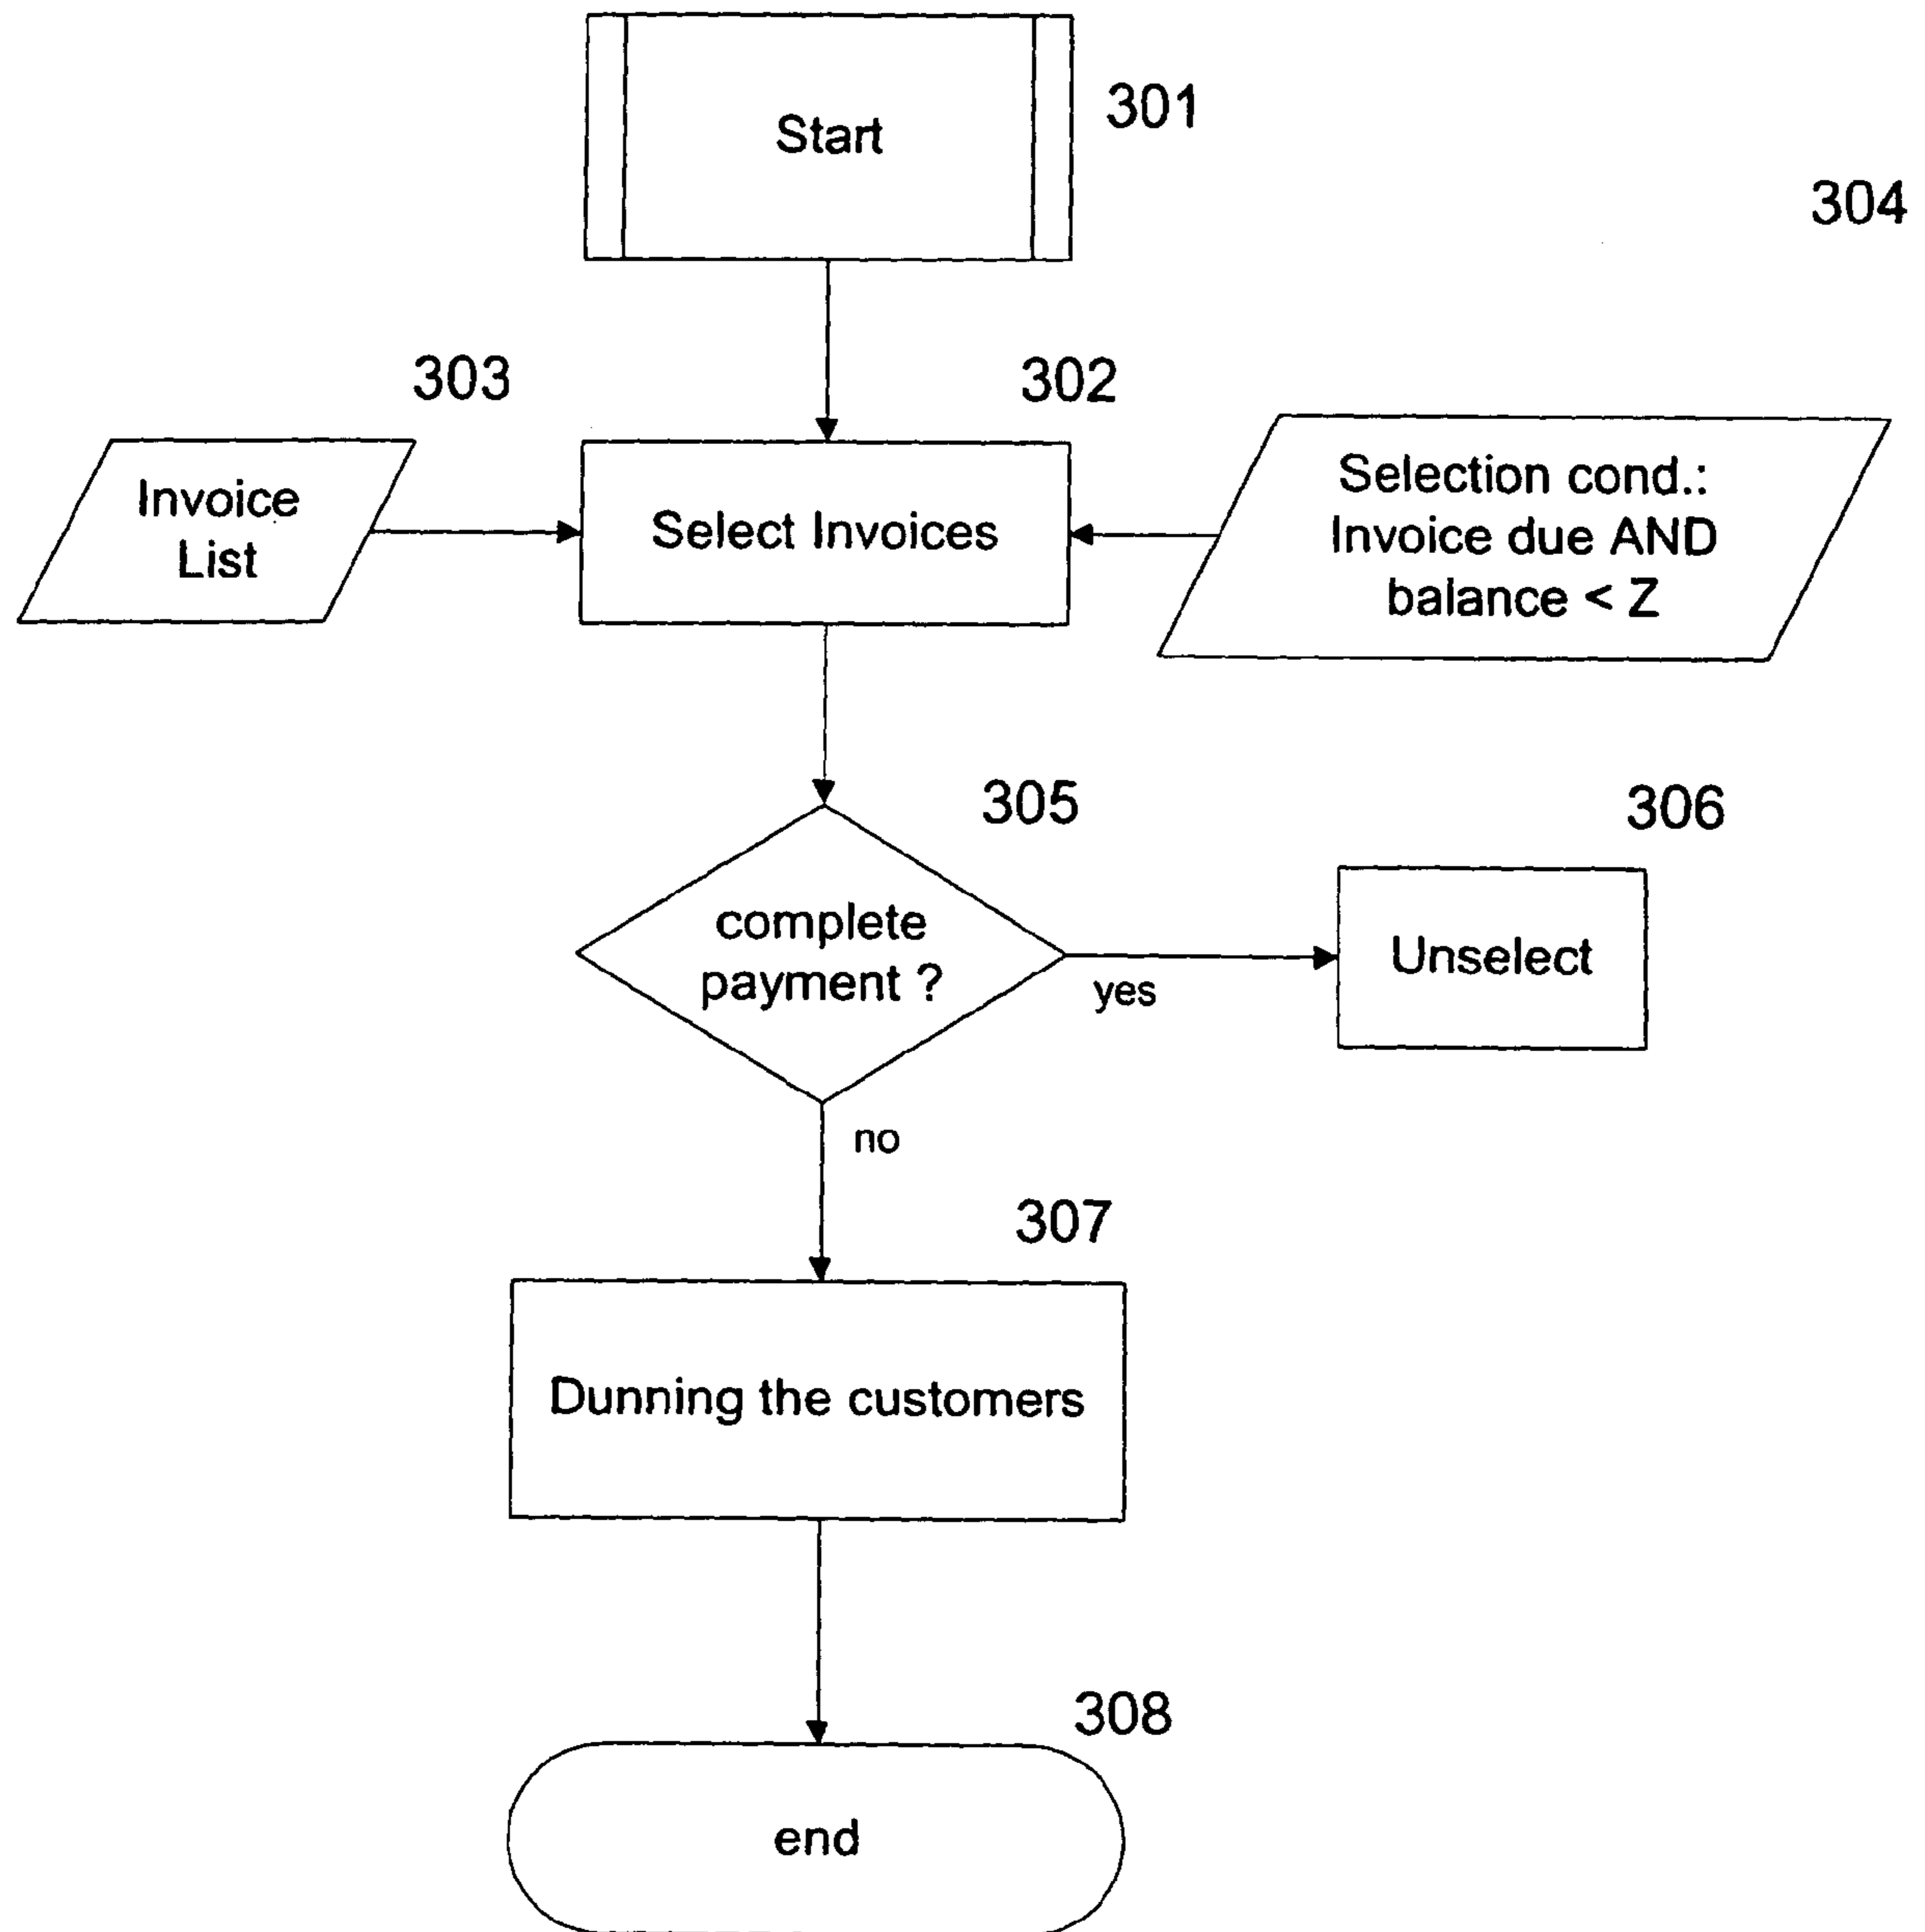 Start
301
304
303
302
Invoice
List
Select Invoices
Selection cond.:
Invoice due AND
balance < Z
305
306
complete
payment ?
yes
Unselect
no
307
Dunning the customers
308
end